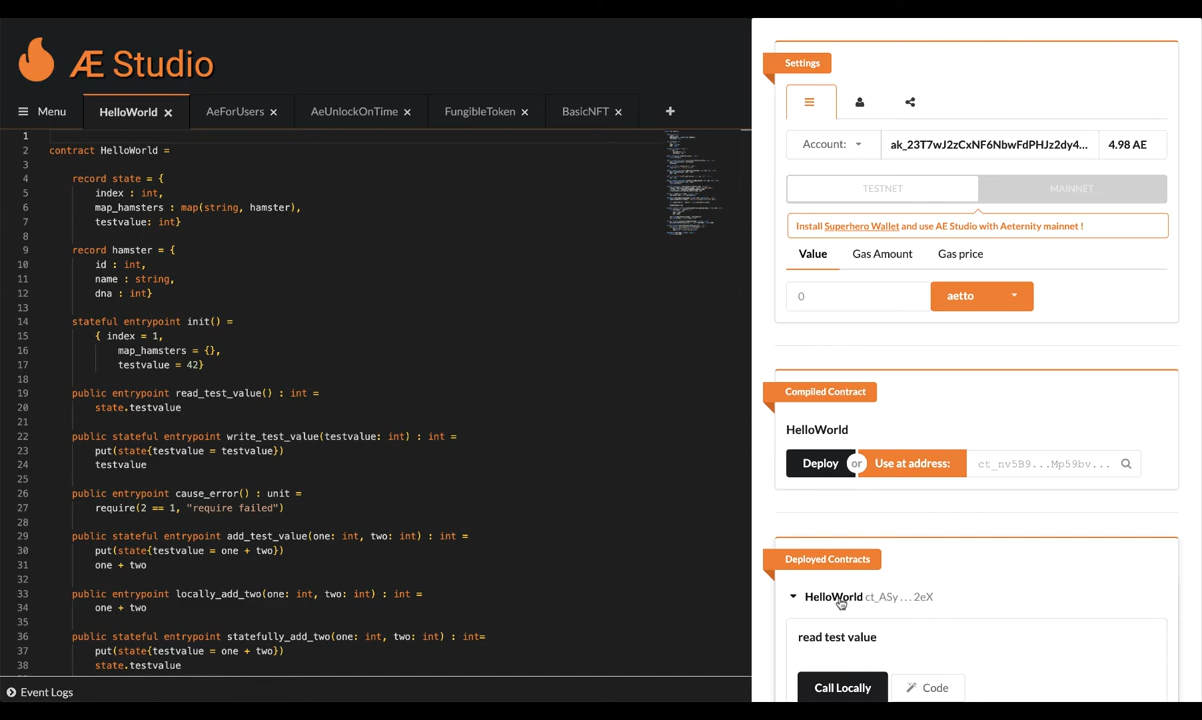 Æ Studio
Menu
HelloWorld
AeForUsers
AeUnlockOnTime
FungibleToken
BasicNFT
1
2 contract HelloWorld =
3
4 record state = {
5 index : int,
6 map_hamsters : map(string, hamster),
7 testvalue: int}
8
9 record hamster = {
10 id : int,
11 name : string,
12 dna : int}
13
14 stateful entrypoint init() =
15 { index = 1,
16 map_hamsters = {},
17 testvalue = 42}
18
19 public entrypoint read_test_value() : int =
20 state.testvalue
21
22 public stateful entrypoint write_test_value(testvalue: int) : int =
23 put(state{testvalue = testvalue})
24 testvalue
25
26 public entrypoint cause_error() : unit =
27 require(2 == 1, "require failed")
28
29 public stateful entrypoint add_test_value(one: int, two: int) : int =
30 put(state{testvalue = one + two})
31 one + two
32
33 public entrypoint locally_add_two(one: int, two: int) : int =
34 one + two
35
36 public stateful entrypoint statefully_add_two(one: int, two: int) : int=
37 put(state{testvalue = one + two})
38 state.testvalue
Event Logs
Settings
Account: ak_23T7wJ2zCxNF6NbwFdPHJz2dy4... 4.98 AE
TESTNET MAINNET
Install Superhero Wallet and use AE Studio with Aeternity mainnet !
Value Gas Amount Gas price
0 aetto
Compiled Contract
HelloWorld
Deploy or Use at address: ct_nv5B9...Mp59bv...
Deployed Contracts
HelloWorld ct_ASy . . . 2eX
read test value
Call Locally Code